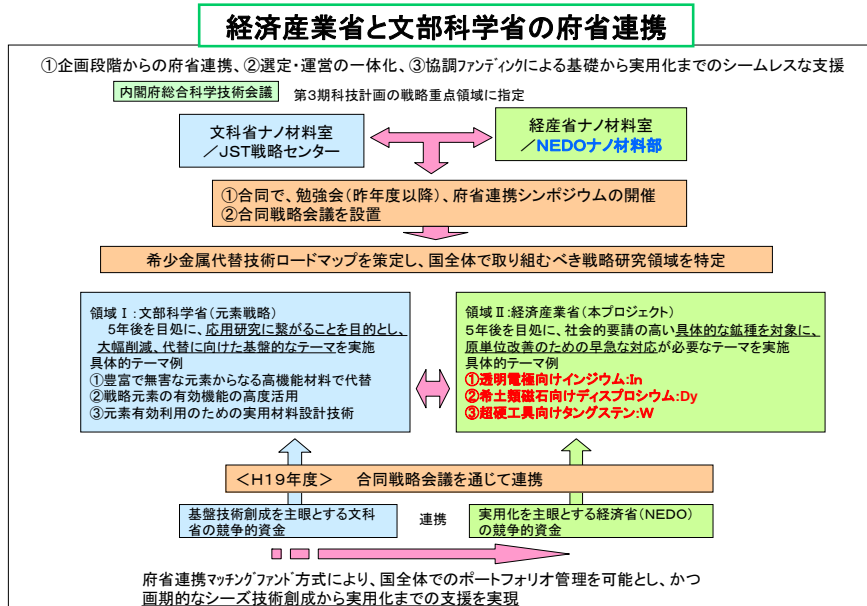 経済産業省と文部科学省の府省連携
①企画段階からの府省連携、②選定・運営の一体化、③協調ファンディングによる基礎から実用化までのシームレスな支援
内閣府総合科学技術会議
第3期科技計画の戦略重点領域に指定
文科省ナノ材料室
／JST戦略センター
経産省ナノ材料室
／NEDOナノ材料部
①合同で、勉強会(昨年度以降)、府省連携シンポジウムの開催
②合同戦略会議を設置
希少金属代替技術ロードマップを策定し、国全体で取り組むべき戦略研究領域を特定
領域Ⅰ：文部科学省(元素戦略)
5年後を目処に、応用研究に繋がることを目的とし、
大幅削減、代替に向けた基盤的なテーマを実施
具体的テーマ例
①豊富で無害な元素からなる高機能材料で代替
②戦略元素の有効機能の高度活用
③元素有効利用のための実用材料設計技術
領域Ⅱ：経済産業省(本プロジェクト)
5年後を目処に、社会的要請の高い具体的な鉱種を対象に、
原単位改善のための早急な対応が必要なテーマを実施
具体的テーマ例
①透明電極向けインジウム:In
②希土類磁石向けディスプロシウム:Dy
③超硬工具向けタングステン:W
＜H19年度＞　合同戦略会議を通じて連携
基盤技術創成を主眼とする文科
省の競争的資金
連携
実用化を主眼とする経済省(NEDO)
の競争的資金
府省連携マッチングファンド方式により、国全体でのポートフォリオ管理を可能とし、かつ
画期的なシーズ技術創成から実用化までの支援を実現